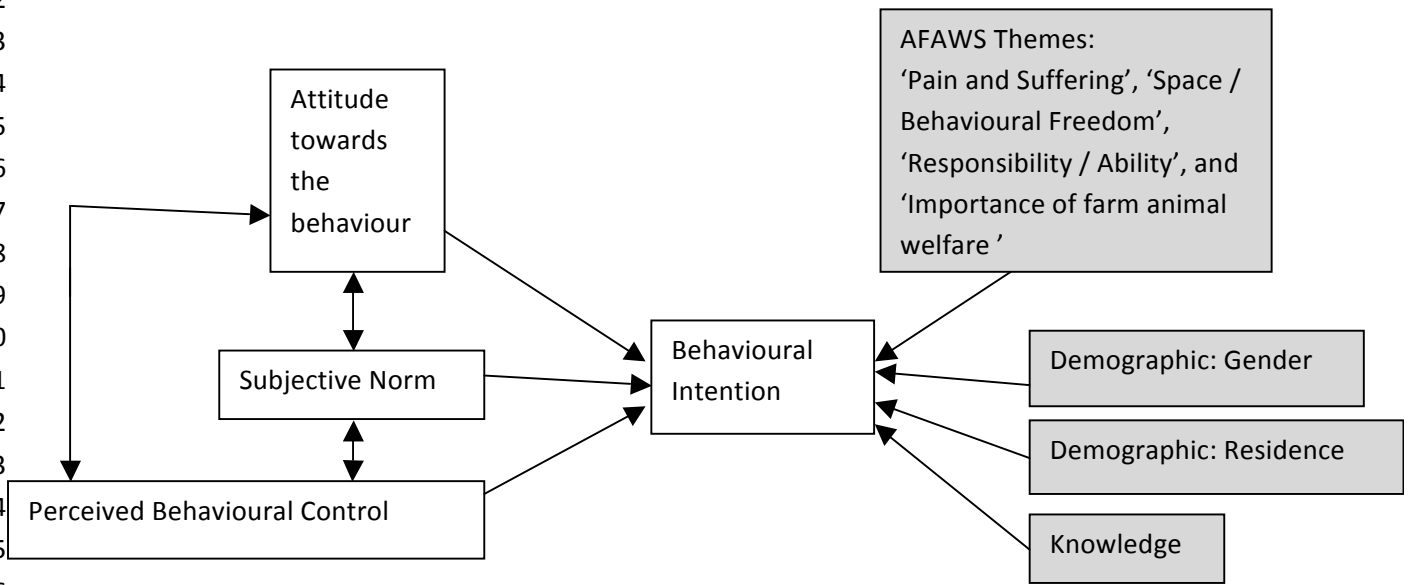 AFAWS Themes:
‘Pain and Suffering’, ‘Space /
Behavioural Freedom’,
‘Responsibility / Ability’, and
‘Importance of farm animal
welfare ’
Attitude
towards
the
behaviour
Subjective Norm
Perceived Behavioural Control
Behavioural
Intention
Demographic: Gender
Demographic: Residence
Knowledge